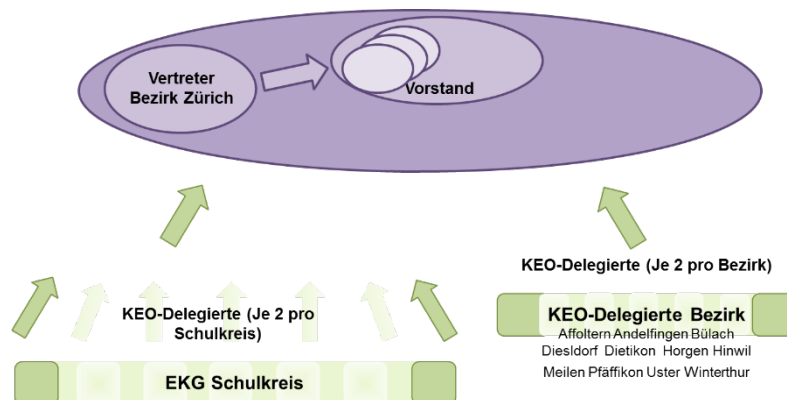 Vertreter
Bezirk Zürich
Vorstand
KEO-Delegierte (Je 2 pro Bezirk)
KEO-Delegierte (Je 2 pro
Schulkreis)
KEO-Delegierte Bezirk
Affoltern Andelfingen Bülach
Diesldorf Dietikon Horgen Hinwil
Meilen Pfäffikon Uster Winterthur
EKG Schulkreis